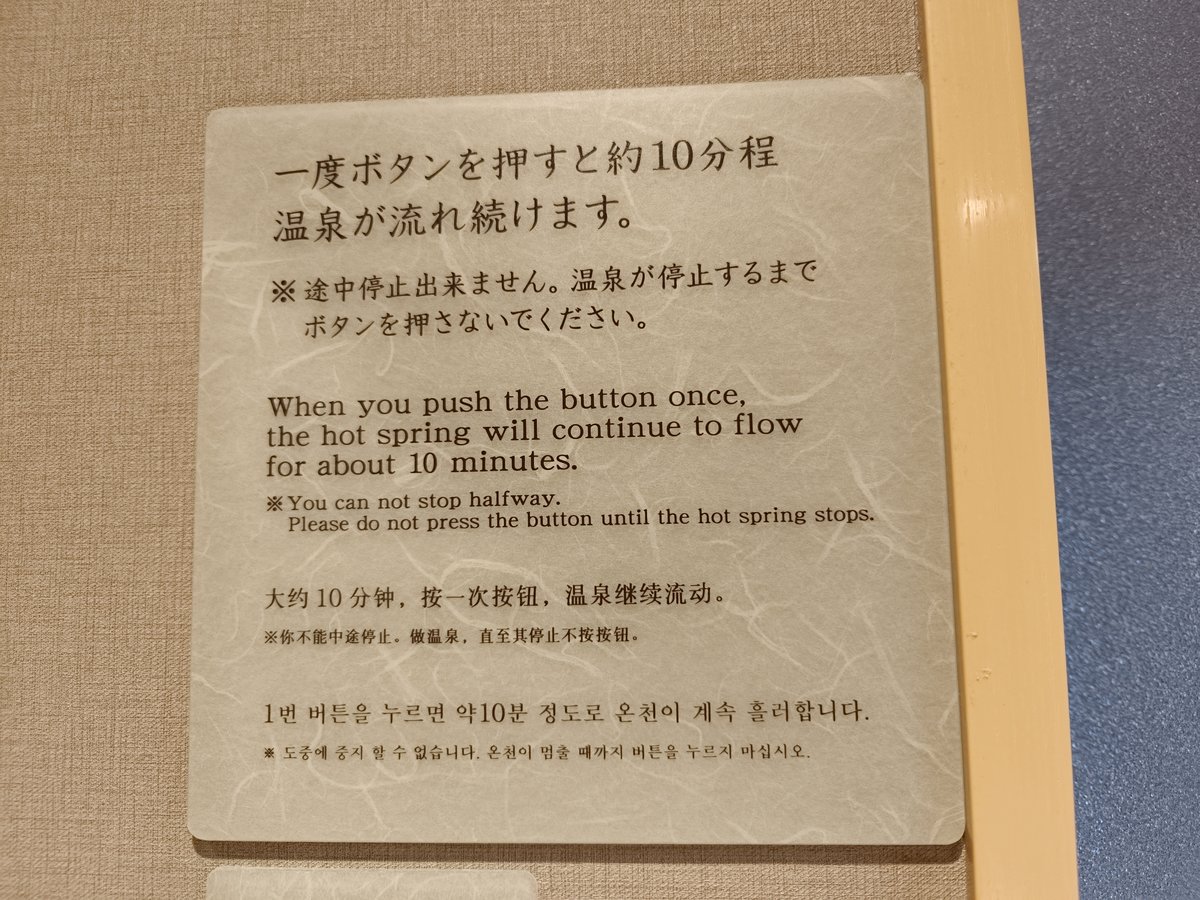 一度ボタンを押すと約10分程
温泉が流れ続けます。
※ 途中停止出来ません。温泉が停止するまで
ボタンを押さないでください。
When you push the button once,
the hot spring will continue to flow
for about 10 minutes.
※ You can not stop halfway.
Please do not press the button until the hot spring stops.
大约 10 分钟，按一次按钮，温泉继续流动。
※你不能中途停止。做温泉，直至其停止不按按钮。
1번 버튼을 누르면 약10분 정도로 온천이 계속 흘러합니다.
※ 도중에 중지 할 수 없습니다. 온천이 멈출 때까지 버튼을 누르지 마십시오.